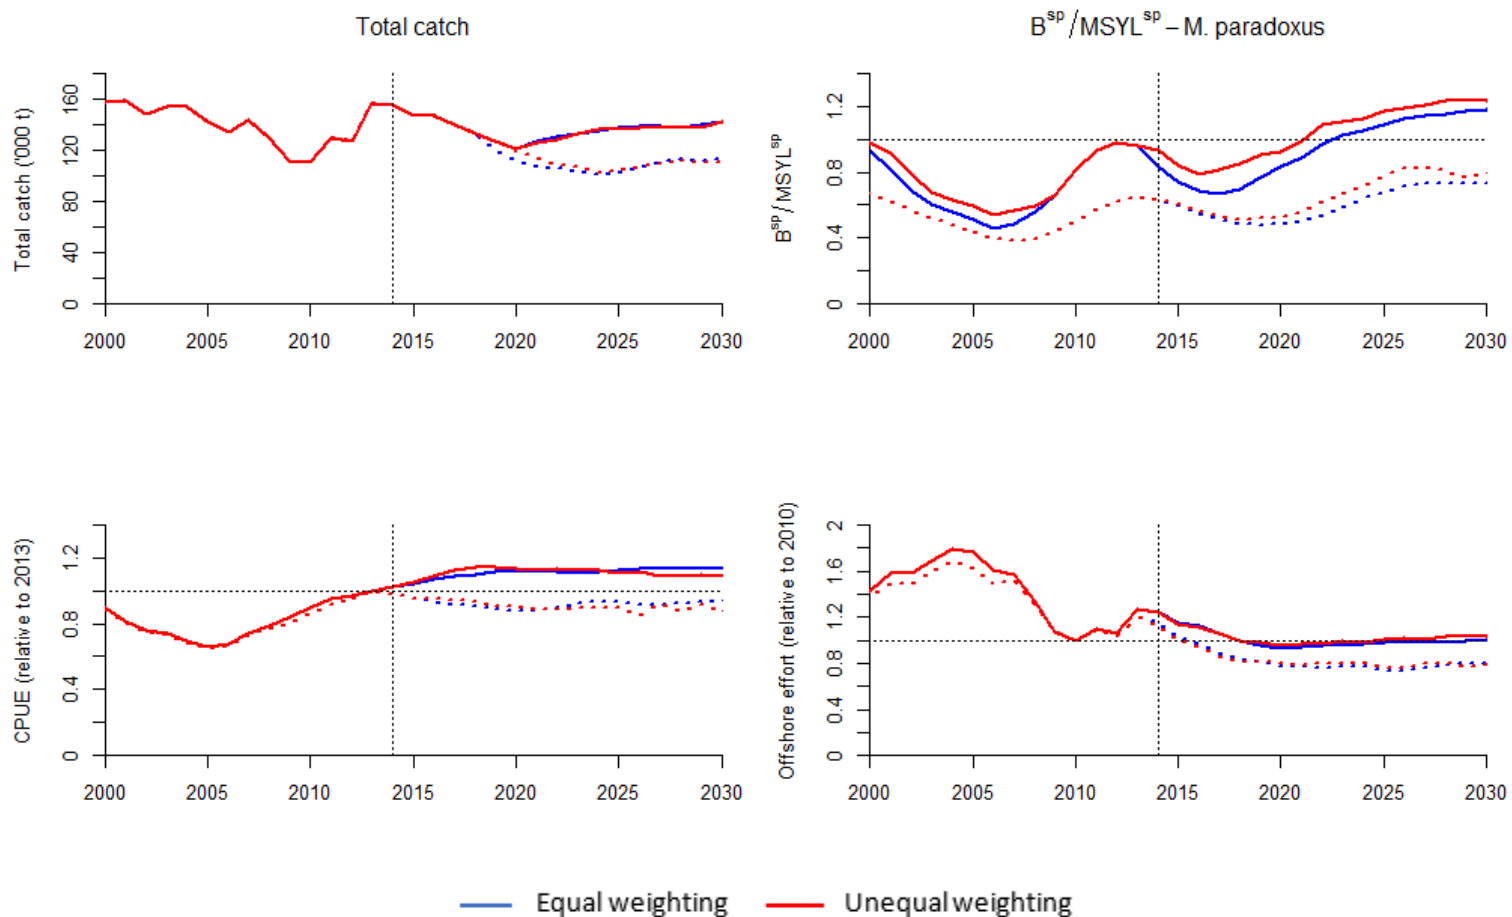 Total catch
B^sp/MSYL^sp – M. paradoxus
Total catch ('000 t)
0 40 80 120 160
2000 2005 2010 2015 2020 2025 2030
B^sp/MSYL^sp
0 0.4 0.8 1.2
2000 2005 2010 2015 2020 2025 2030
CPUE (relative to 2013)
0 0.4 0.8 1.2
2000 2005 2010 2015 2020 2025 2030
Offshore effort (relative to 2010)
0 0.4 0.8 1.2 1.6 2
2000 2005 2010 2015 2020 2025 2030
Equal weighting Unequal weighting